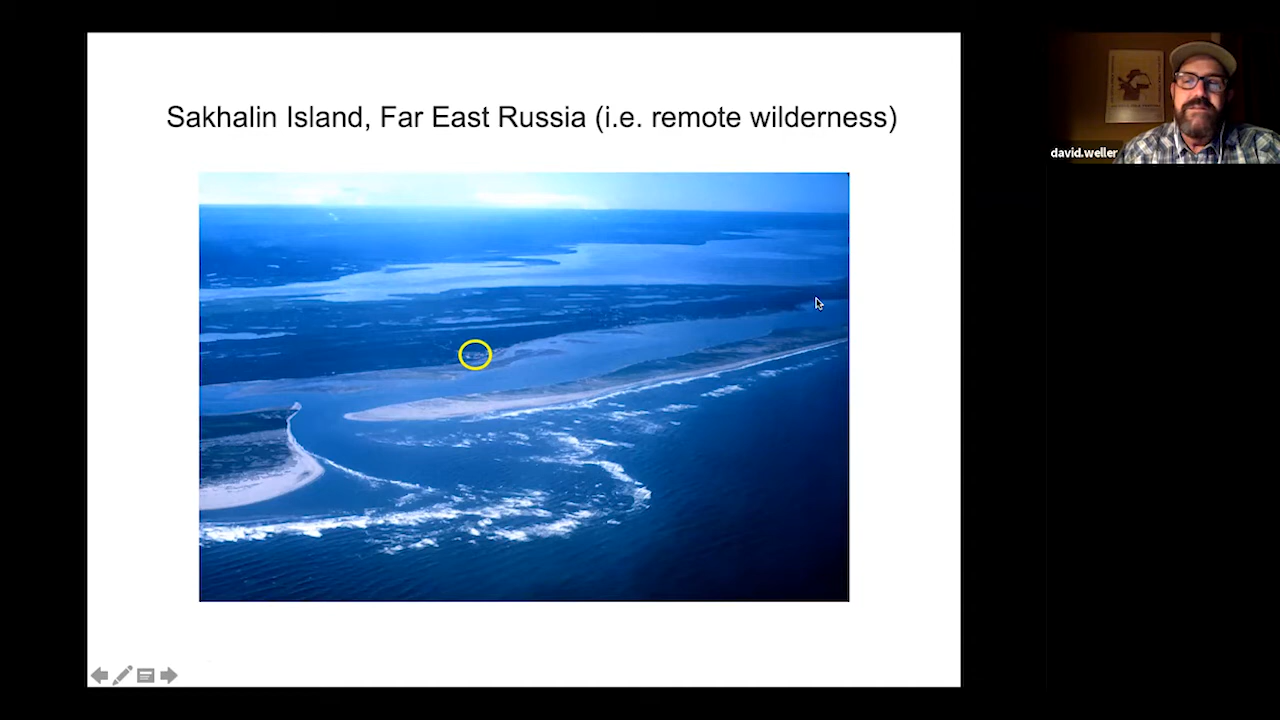 Sakhalin Island, Far East Russia (i.e. remote wilderness)
david.weller